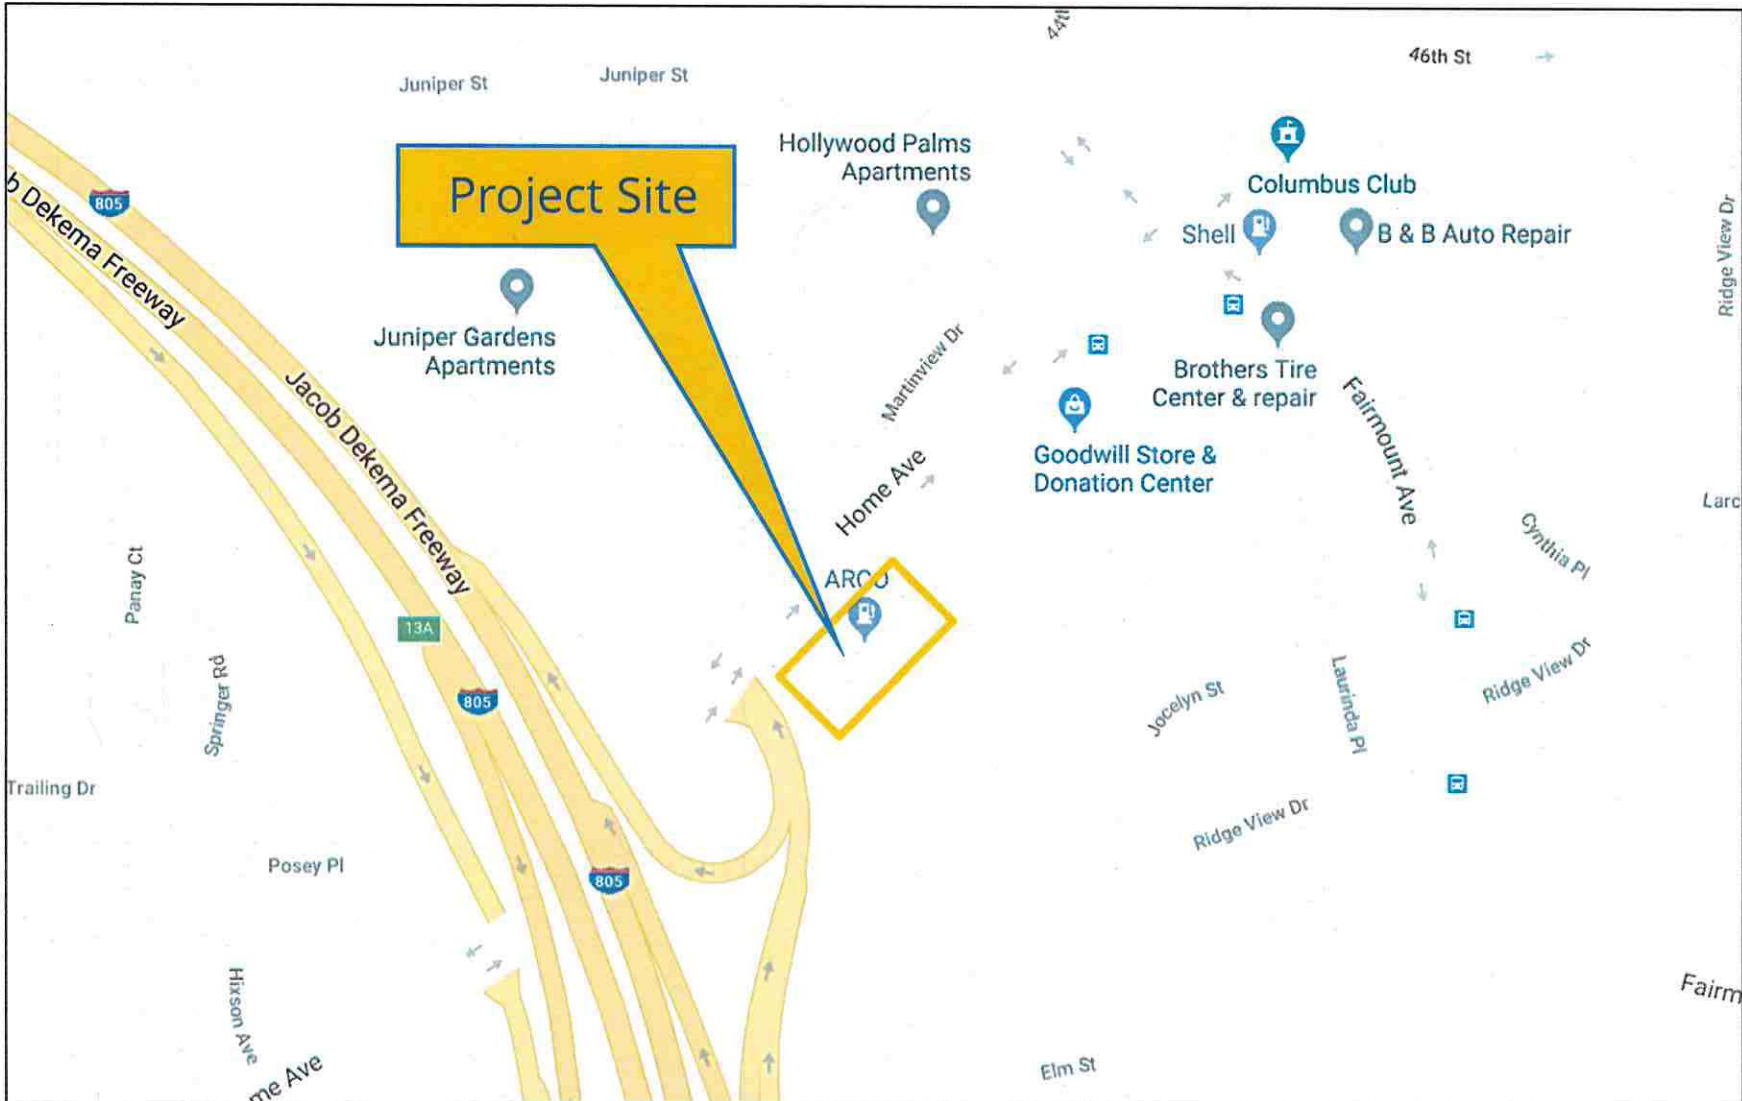 44th
46th St
Juniper St
Juniper St
Hollywood Palms
Apartments
Columbus Club
805
Project Site
Shell
B & B Auto Repair
Ridge View Dr
b Dekema Freeway
Juniper Gardens
Apartments
Martinview Dr
Brothers Tire
Center & repair
Jacob Dekema Freeway
Goodwill Store &
Donation Center
Fairmount Ave
Home Ave
Larc
Cynthia Pl
Panay Ct
ARCO
13A
805
Springer Rd
Jocelyn St
Laurinda Pl
Ridge View Dr
Trailing Dr
Ridge View Dr
Posey Pl
805
Hixson Ave
Fairm
me Ave
Elm St